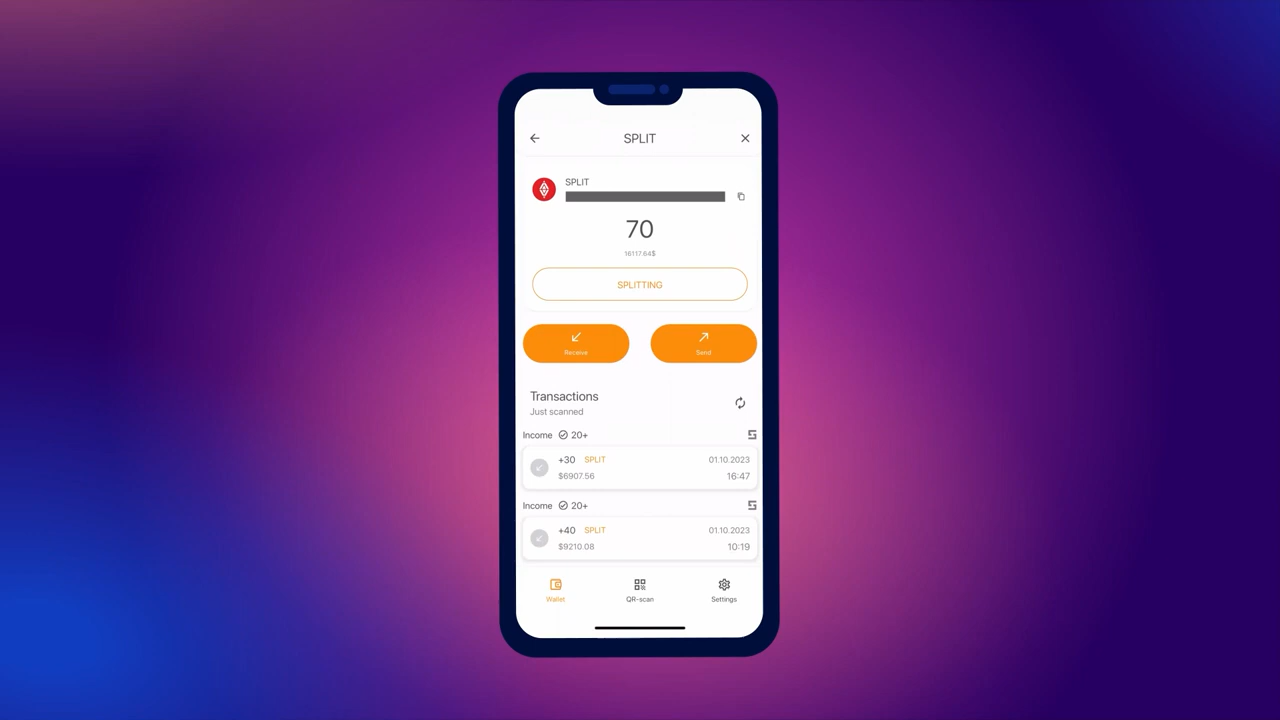 SPLIT
SPLIT
70
16117.64$
SPLITTING
Receive
Send
Transactions
Just scanned
Income 20+
+30 SPLIT 01.10.2023
$6907.56 16:47
Income 20+
+40 SPLIT 01.10.2023
$9210.08 10:19
Wallet QR-scan Settings